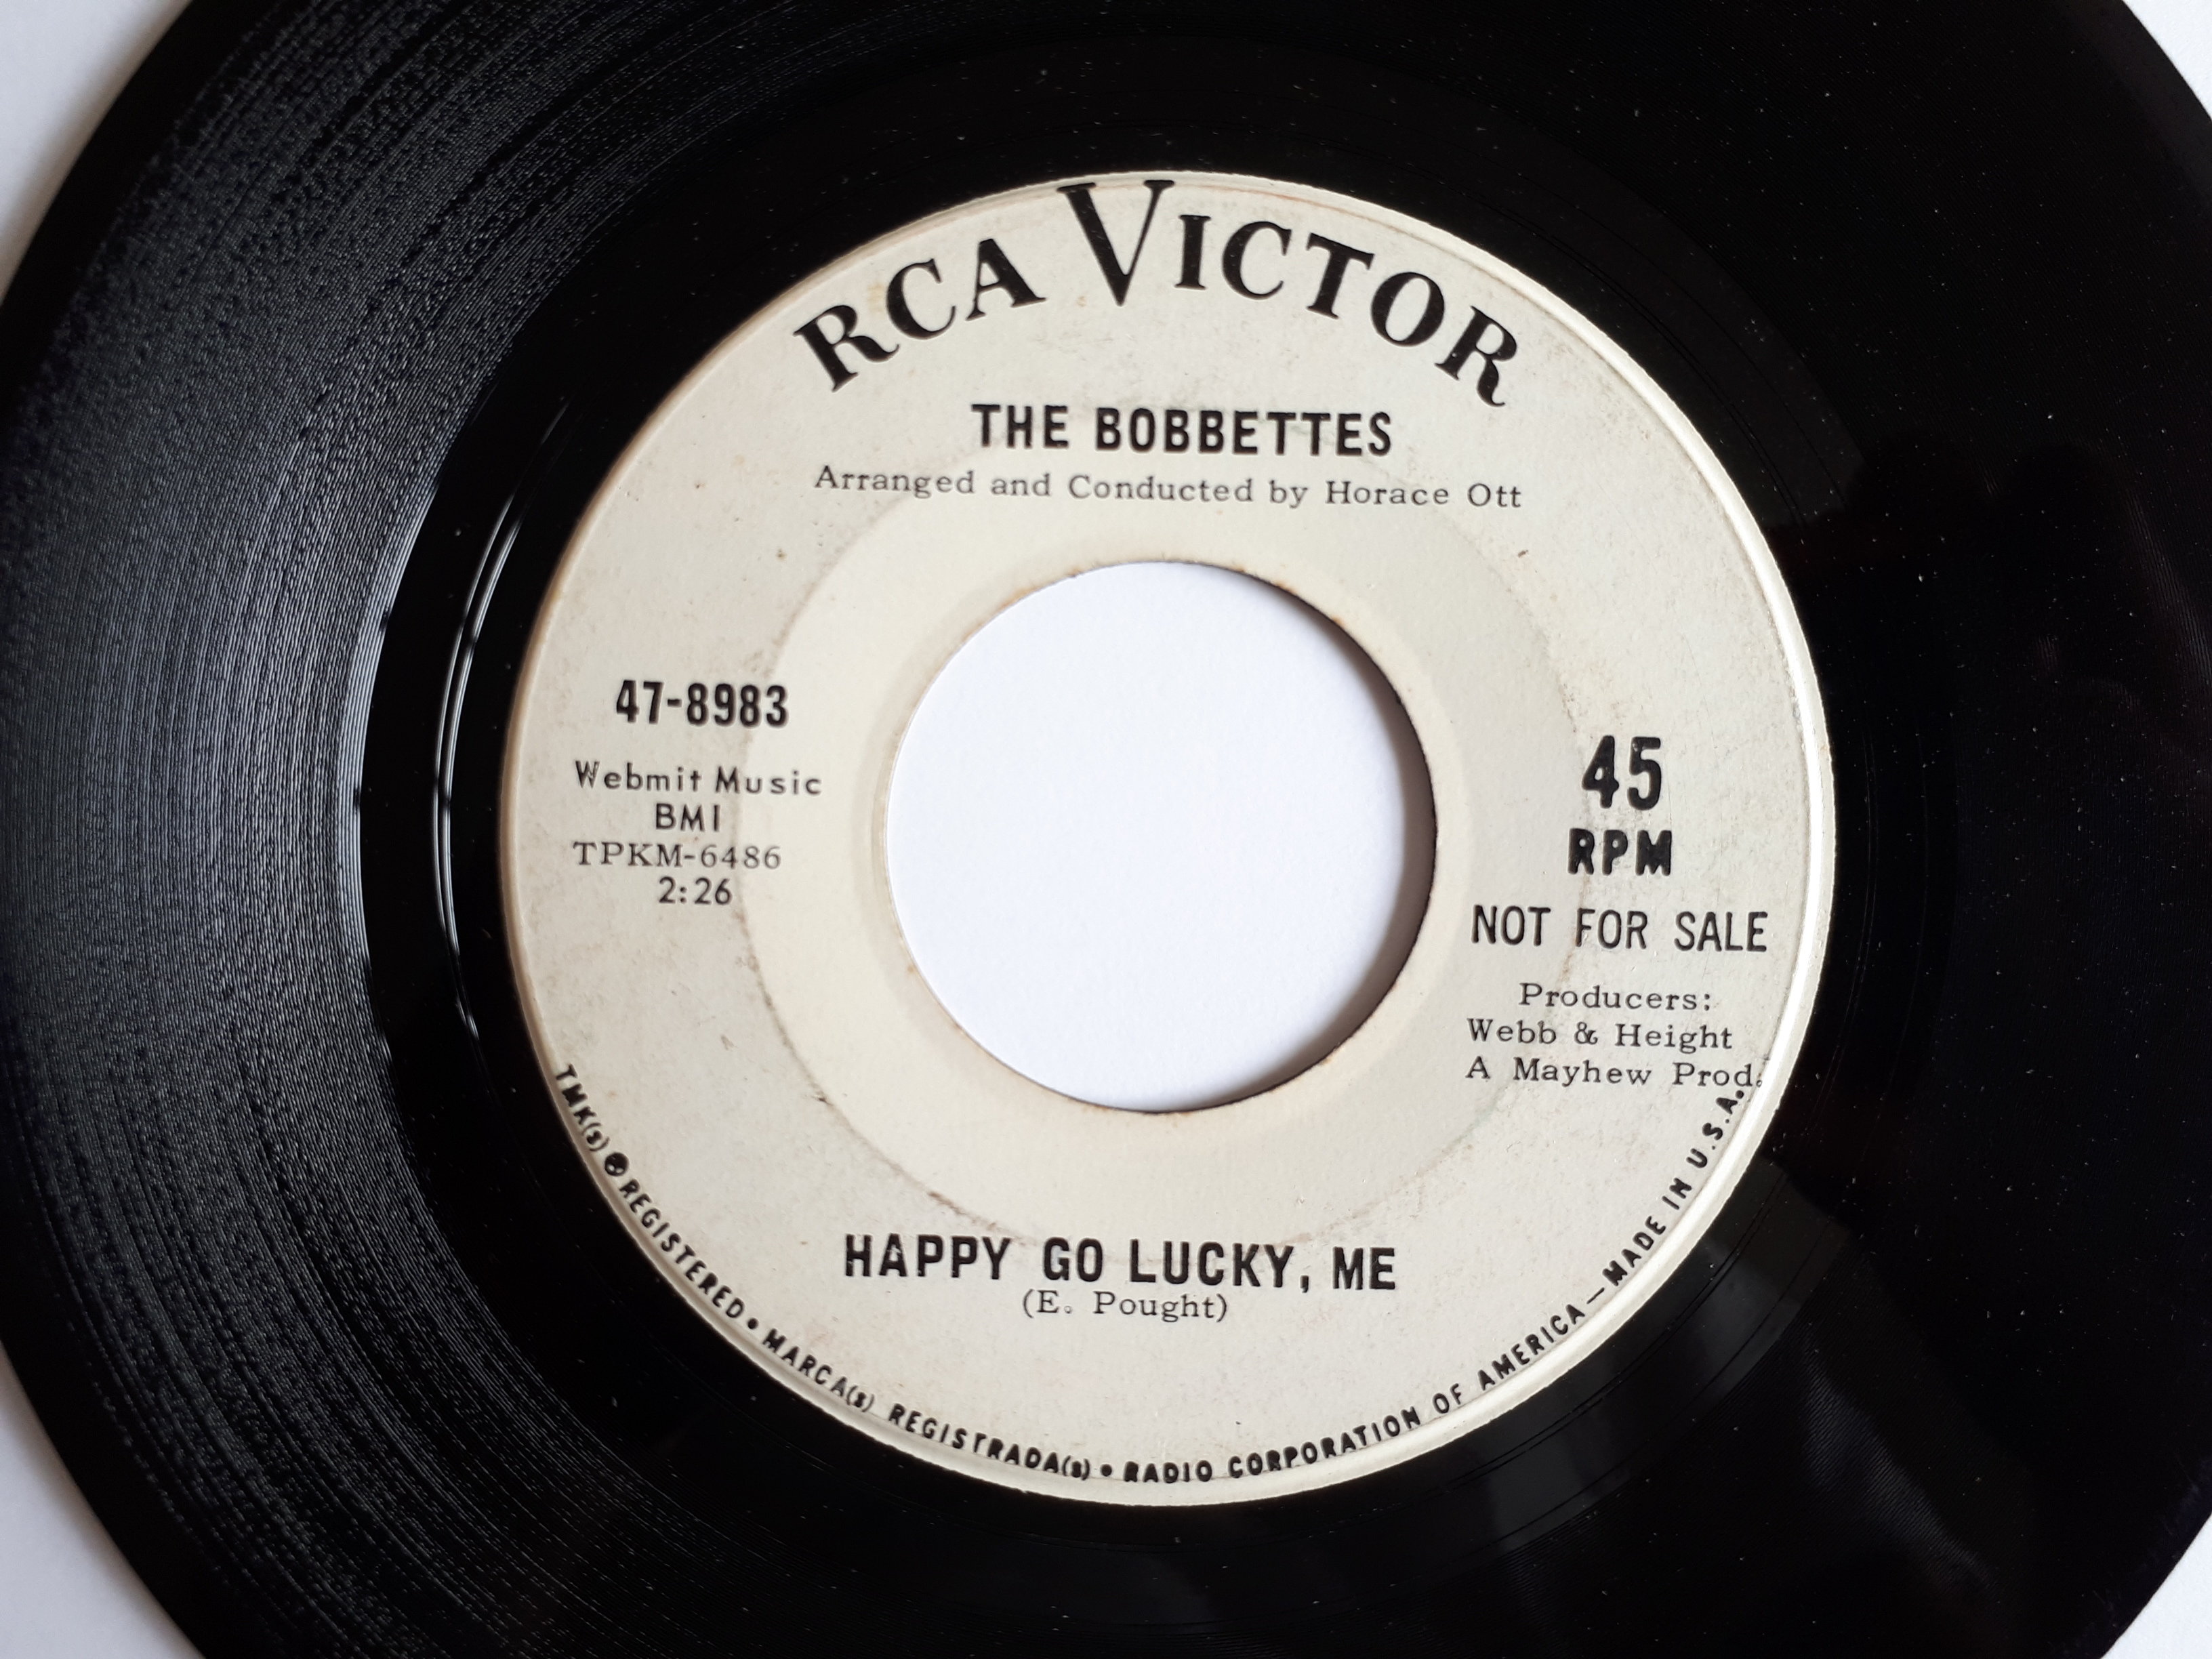 RCA VICTOR
THE BOBBETTES
Arranged and Conducted by Horace Ott
47-8983
Webmit Music
BMI
TPKM-6486
2:26
45
RPM
NOT FOR SALE
Producers:
Webb & Height
A Mayhew Prod.
HAPPY GO LUCKY, ME
(E. Pought)
TMK(s) ● REGISTERED • MARCA(s) REGISTRADA(s) • RADIO CORPORATION OF AMERICA — MADE IN U.S.A.